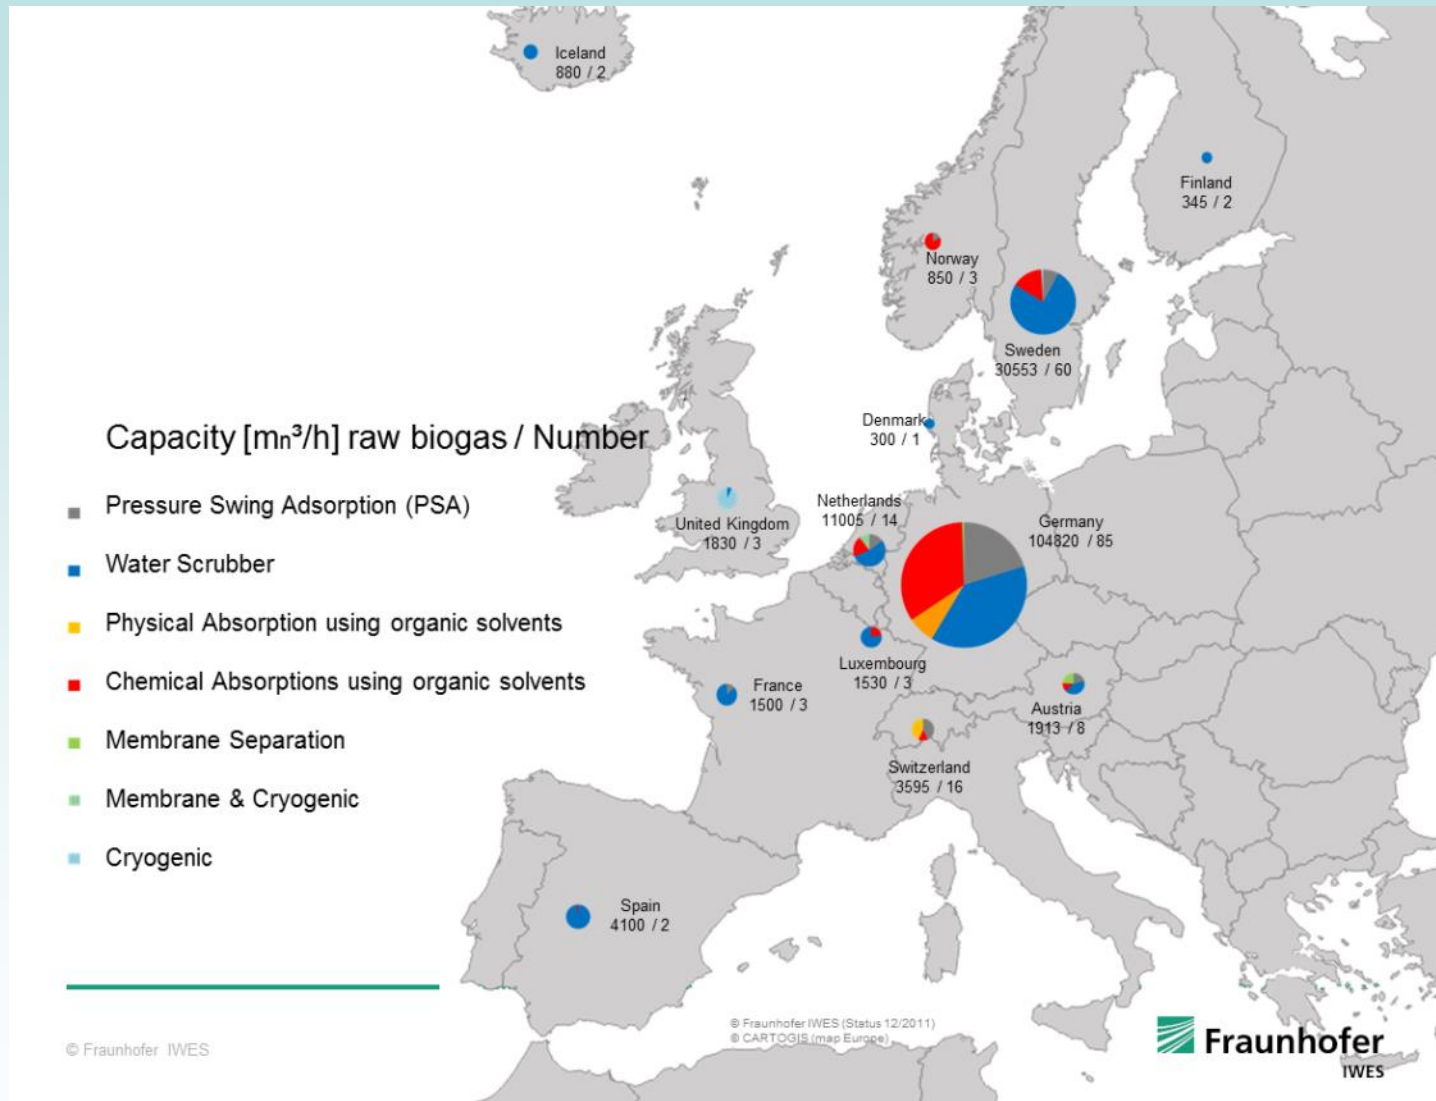 Iceland
880 / 2
Finland
345 / 2
Norway
850 / 3
Sweden
30553 / 60
Denmark
300 / 1
Capacity [mn³/h] raw biogas / Number
Pressure Swing Adsorption (PSA)
Water Scrubber
Physical Absorption using organic solvents
Chemical Absorptions using organic solvents
Membrane Separation
Membrane & Cryogenic
Cryogenic
United Kingdom
1830 / 3
Netherlands
11005 / 14
Germany
104820 / 85
Luxembourg
1530 / 3
France
1500 / 3
Austria
1913 / 8
Switzerland
3595 / 16
Spain
4100 / 2
© Fraunhofer IWES (Status 12/2011)
© CARTOGIS (map Europe)
© Fraunhofer IWES
Fraunhofer
IWES